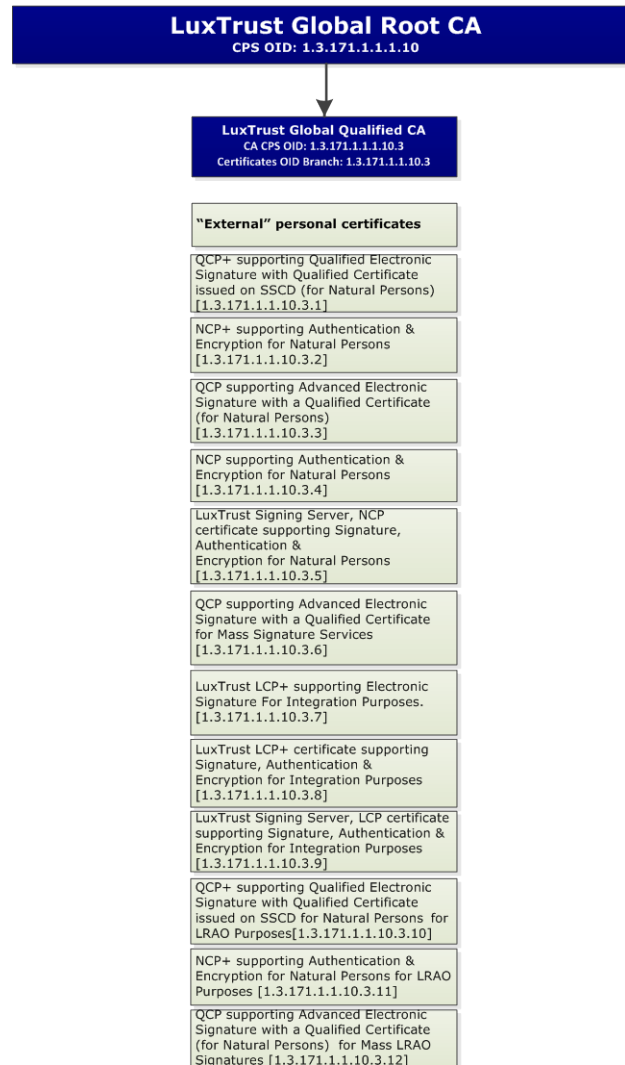 LuxTrust Global Root CA
CPS OID: 1.3.171.1.1.1.10
LuxTrust Global Qualified CA
CA CPS OID: 1.3.171.1.1.1.10.3
Certificates OID Branch: 1.3.171.1.1.10.3
"External" personal certificates
QCP+ supporting Qualified Electronic
Signature with Qualified Certificate
issued on SSCD (for Natural Persons)
[1.3.171.1.1.10.3.1]
NCP+ supporting Authentication &
Encryption for Natural Persons
[1.3.171.1.1.10.3.2]
QCP supporting Advanced Electronic
Signature with a Qualified Certificate
(for Natural Persons)
[1.3.171.1.1.10.3.3]
NCP supporting Authentication &
Encryption for Natural Persons
[1.3.171.1.1.10.3.4]
LuxTrust Signing Server, NCP
certificate supporting Signature,
Authentication &
Encryption for Natural Persons
[1.3.171.1.1.10.3.5]
QCP supporting Advanced Electronic
Signature with a Qualified Certificate
for Mass Signature Services
[1.3.171.1.1.10.3.6]
LuxTrust LCP+ supporting Electronic
Signature For Integration Purposes.
[1.3.171.1.1.10.3.7]
LuxTrust LCP+ certificate supporting
Signature, Authentication &
Encryption for Integration Purposes
[1.3.171.1.1.10.3.8]
LuxTrust Signing Server, LCP certificate
supporting Signature, Authentication &
Encryption for Integration Purposes
[1.3.171.1.1.10.3.9]
QCP+ supporting Qualified Electronic
Signature with Qualified Certificate
issued on SSCD for Natural Persons for
LRAO Purposes[1.3.171.1.1.10.3.10]
NCP+ supporting Authentication &
Encryption for Natural Persons for LRAO
Purposes [1.3.171.1.1.10.3.11]
QCP supporting Advanced Electronic
Signature with a Qualified Certificate
(for Natural Persons) for Mass LRAO
Signatures [1.3.171.1.1.10.3.12]